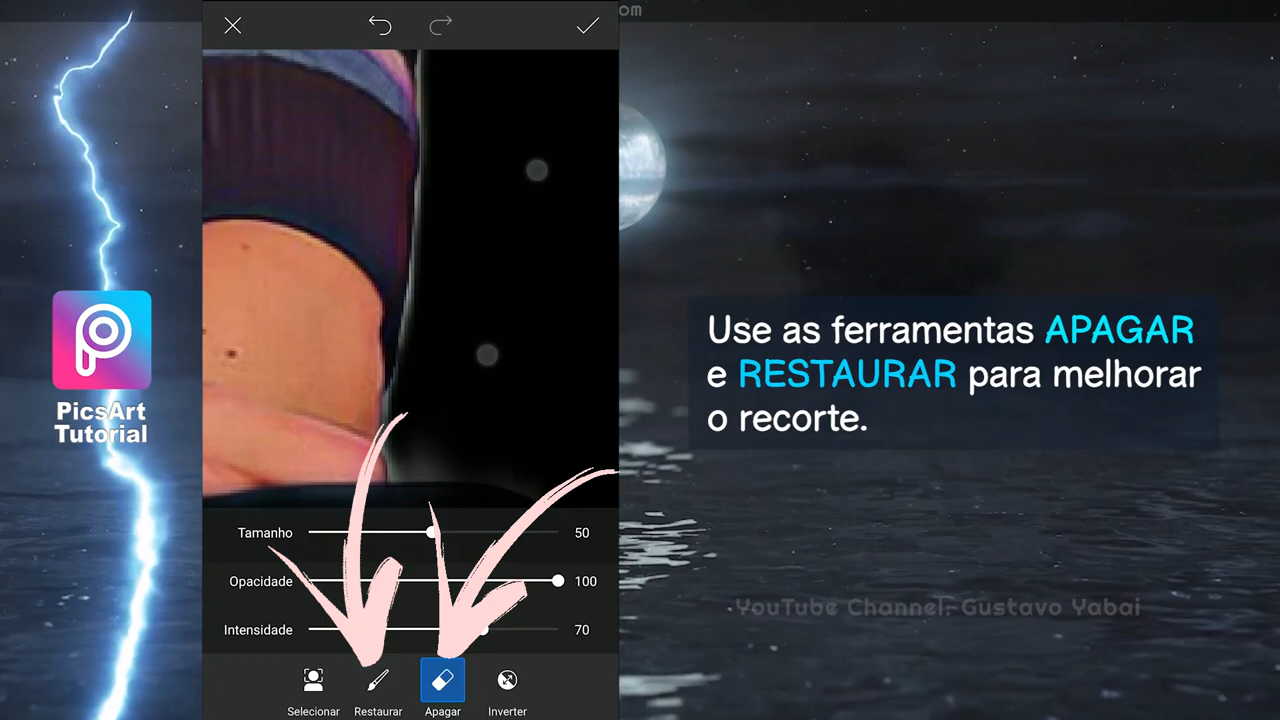 om
Use as ferramentas APAGAR
e RESTAURAR para melhorar
o recorte.
PicsArt
Tutorial
Tamanho 50
Opacidade 100
Intensidade 70
YouTube Channel: Gustavo Yabai
Selecionar Restaurar Apagar Inverter